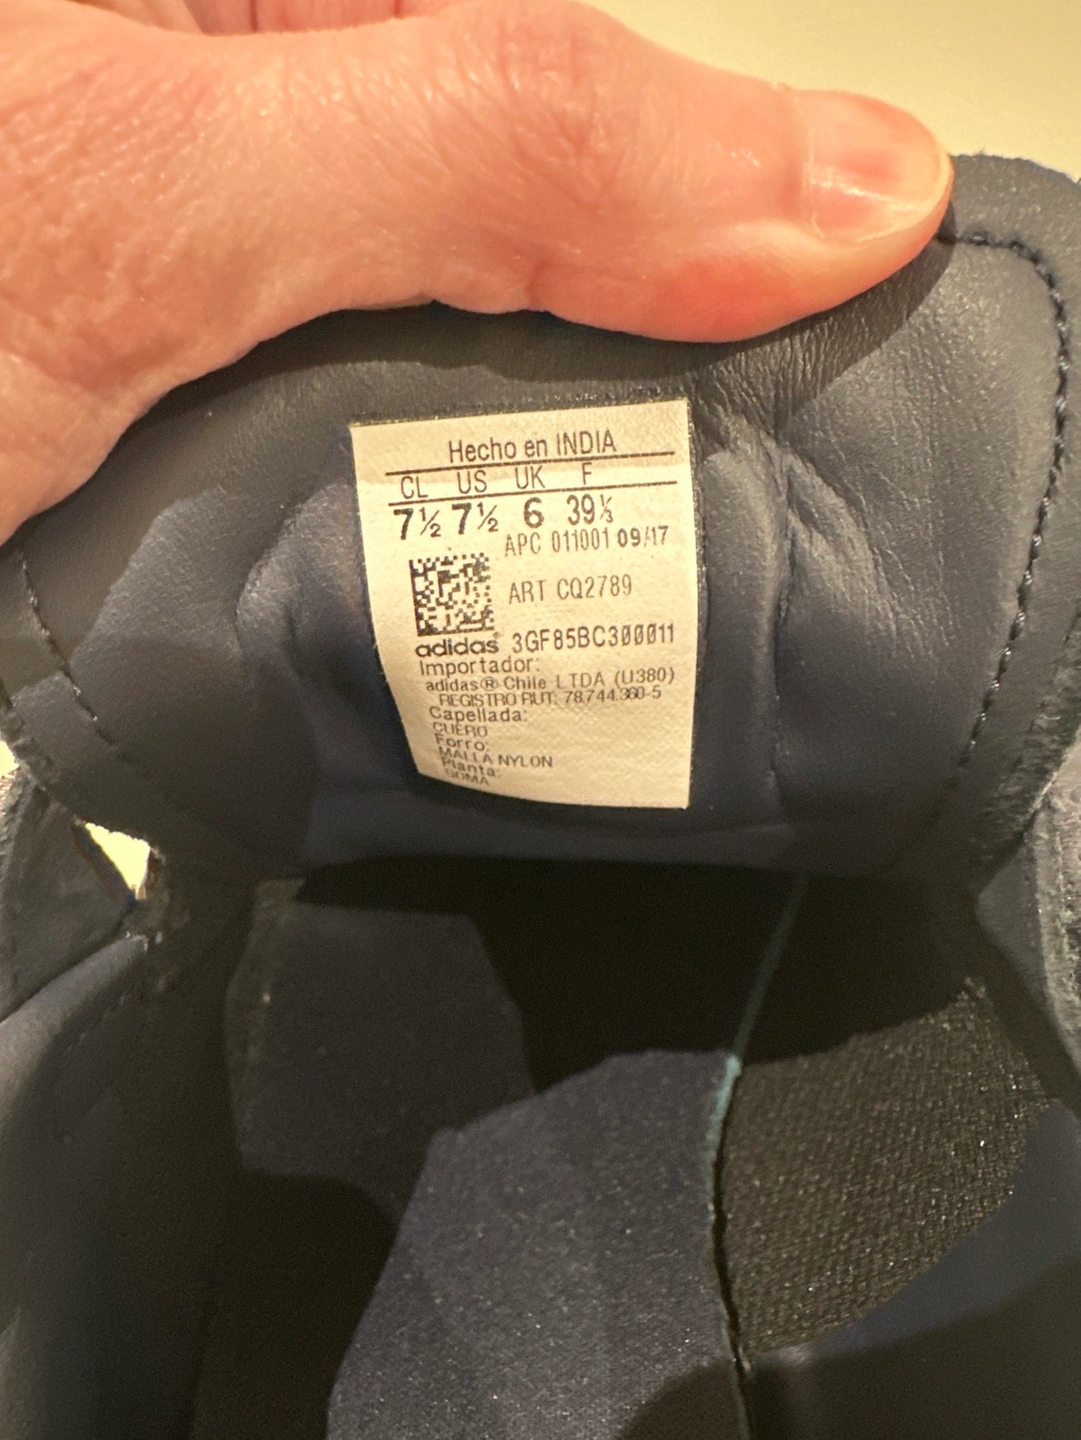 Hecho en INDIA
CL US UK F
7½ 7½ 6 39⅓
APC 011001 09/17
ART CQ2789
adidas® 3GF85BC300011
Importador:
adidas® Chile LTDA (U380)
REGISTRO RUT: 78.744.360-5
Capellada:
CUERO
Forro:
MALLA NYLON
Planta:
GOMA